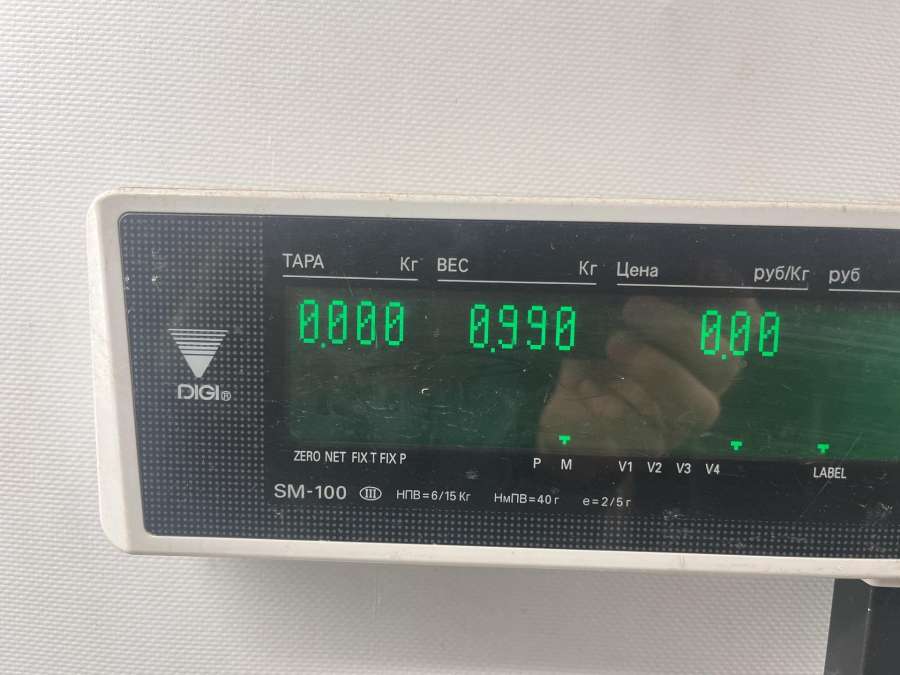 ТАРА Кг ВЕС Кг Цена руб/Кг руб
0.000 0.990 0.00
DIGI®
ZERO NET FIX T FIX P P M V1 V2 V3 V4 LABEL
SM-100 III НПВ=6/15 Кг НмПВ=40 г e=2/5 г